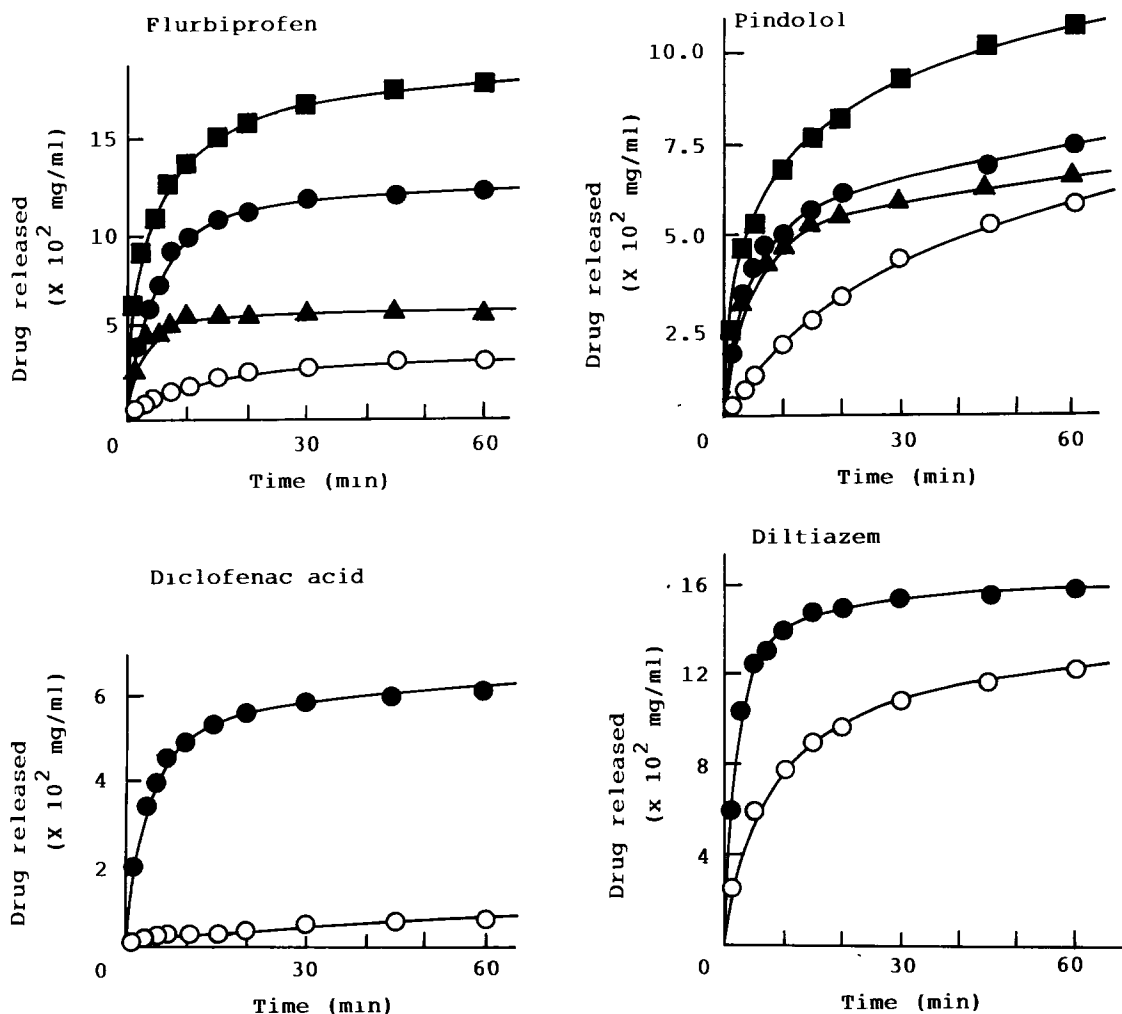 Flurbiprofen
Drug released
(X 10² mg/ml)
15
10
5
0
30
60
Time (mın)
Pindolol
Drug released
(X 10² mg/ml)
10.0
7.5
5.0
2.5
0
30
60
Time (min)
Dıclofenac acid
Drug released
(X 10² mg/ml)
6
4
2
0
30
60
Time (mın)
Diltiazem
Drug released
(x 10² mg/ml)
16
12
8
4
0
30
60
Time (min)